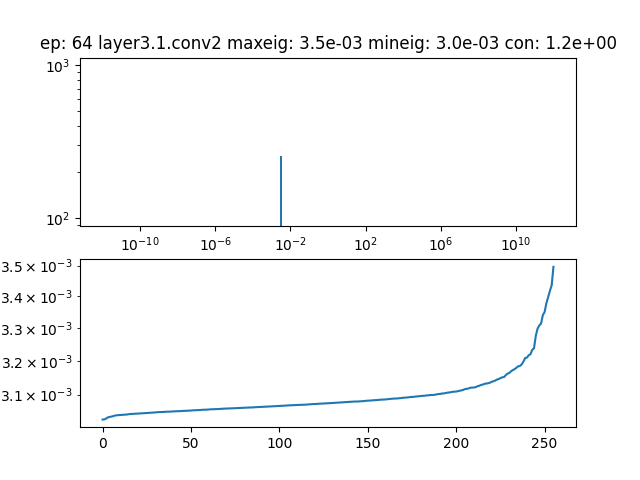 ep: 64 layer3.1.conv2 maxeig: 3.5e-03 mineig: 3.0e-03 con: 1.2e+00
10³
10²
10⁻¹⁰ 10⁻⁶ 10⁻² 10² 10⁶ 10¹⁰
3.5 × 10⁻³
3.4 × 10⁻³
3.3 × 10⁻³
3.2 × 10⁻³
3.1 × 10⁻³
0 50 100 150 200 250